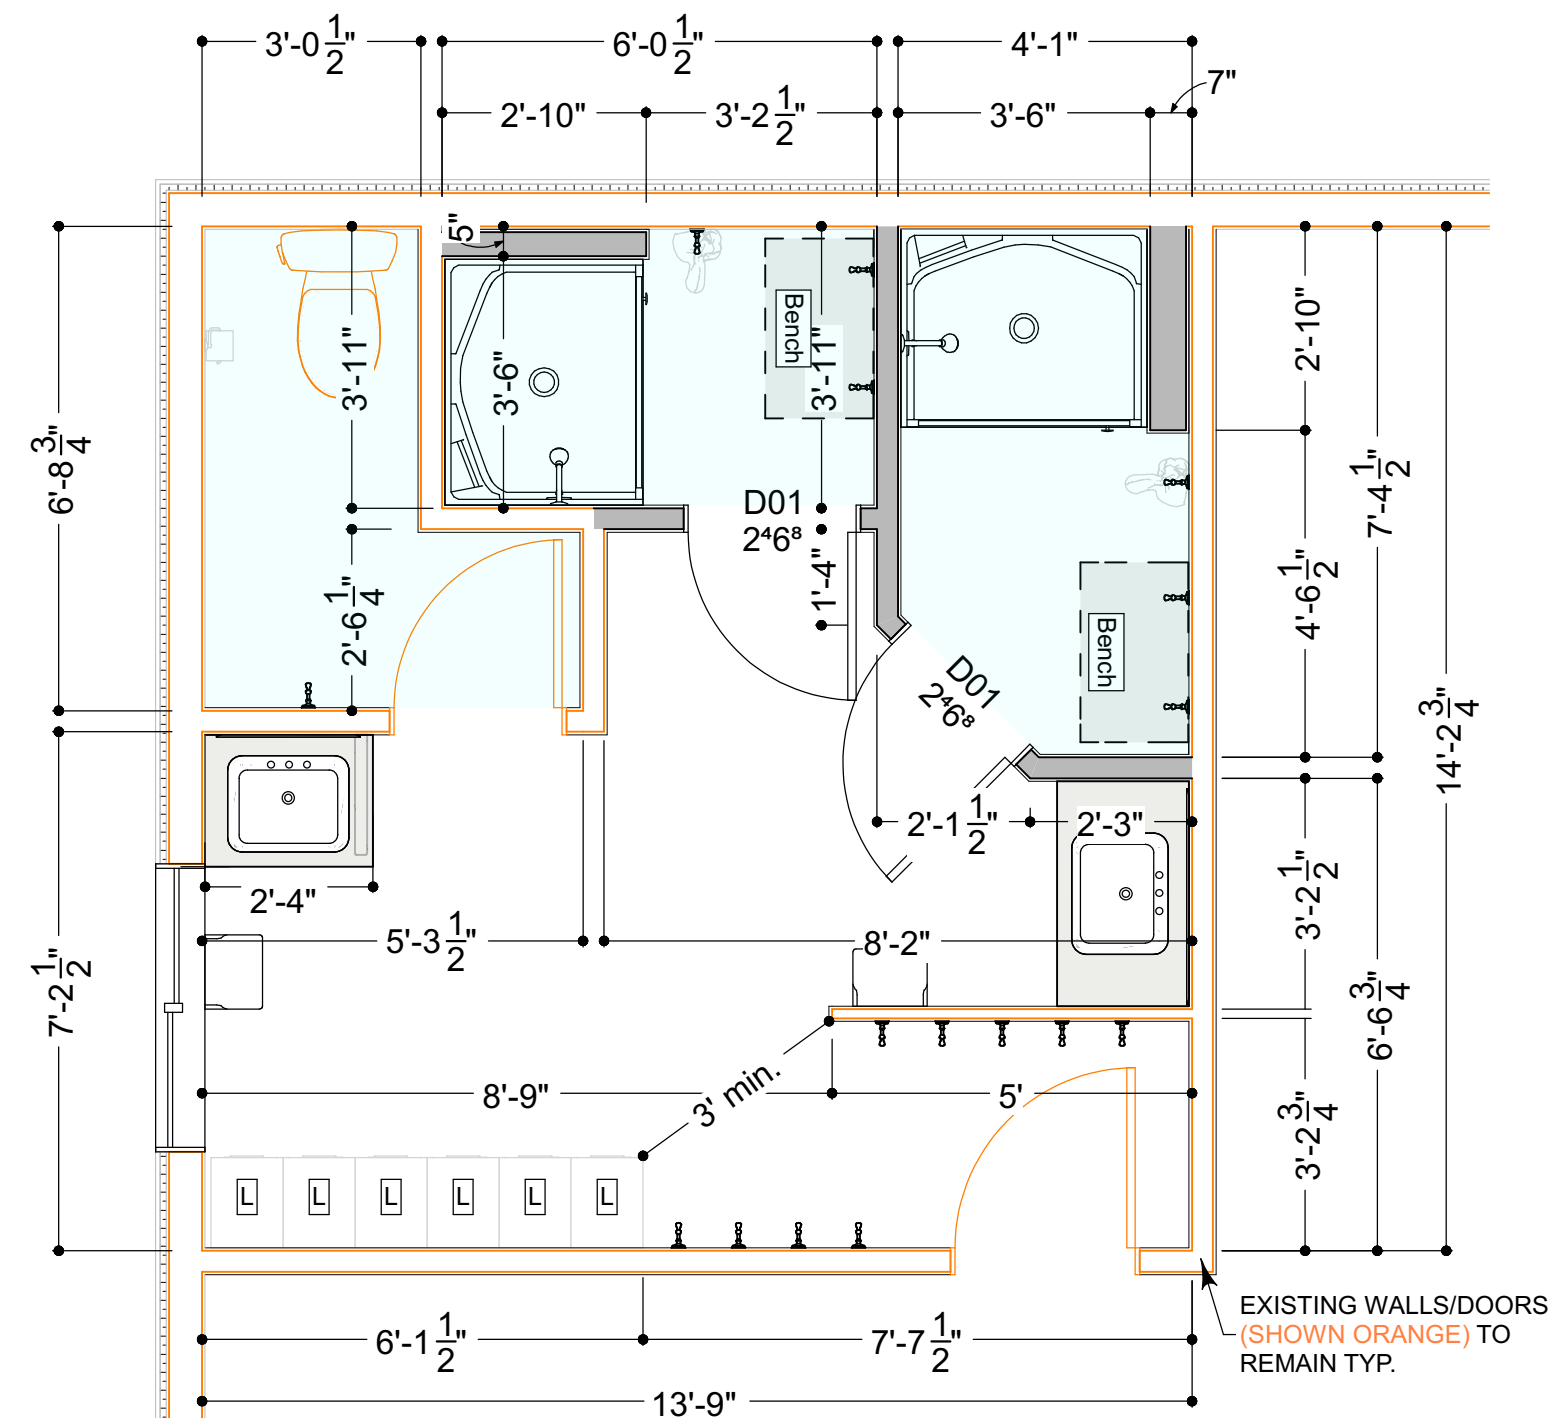 3'-0 1/2"
6'-0 1/2"
4'-1"
7"
2'-10"
3'-2 1/2"
3'-6"
5"
Bench
3'-11"
3'-6"
3'-11"
2'-10"
6'-8 3/4"
7'-4 1/2"
D01
2⁴6⁸
1'-4"
4'-6 1/2"
2'-6 1/4"
Bench
D01
2⁴6⁸
14'-2 3/4"
2'-1 1/2"
2'-3"
2'-4"
3'-2 1/2"
5'-3 1/2"
8'-2"
7'-2 1/2"
6'-6 3/4"
8'-9"
3' min.
5'
3'-2 3/4"
L
L
L
L
L
L
EXISTING WALLS/DOORS
(SHOWN ORANGE) TO
REMAIN TYP.
6'-1 1/2"
7'-7 1/2"
13'-9"